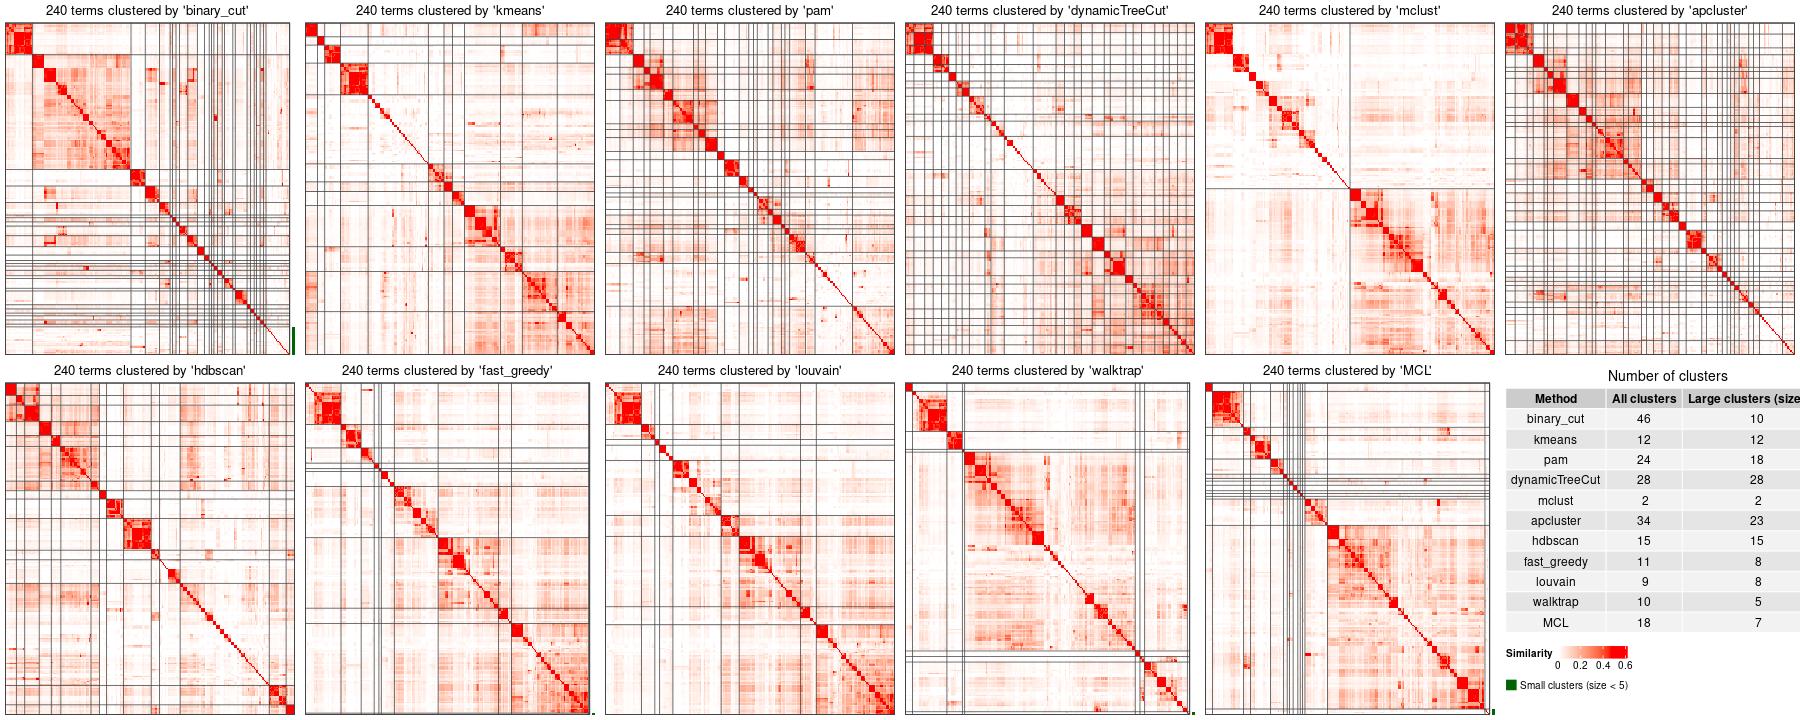 240 terms clustered by 'binary_cut'
240 terms clustered by 'kmeans'
240 terms clustered by 'pam'
240 terms clustered by 'dynamicTreeCut'
240 terms clustered by 'mclust'
240 terms clustered by 'apcluster'
240 terms clustered by 'hdbscan'
240 terms clustered by 'fast_greedy'
240 terms clustered by 'louvain'
240 terms clustered by 'walktrap'
240 terms clustered by 'MCL'
Number of clusters
Method All clusters Large clusters (size
binary_cut 46 10
kmeans 12 12
pam 24 18
dynamicTreeCut 28 28
mclust 2 2
apcluster 34 23
hdbscan 15 15
fast_greedy 11 8
louvain 9 8
walktrap 10 5
MCL 18 7
Similarity
0 0.2 0.4 0.6
Small clusters (size < 5)